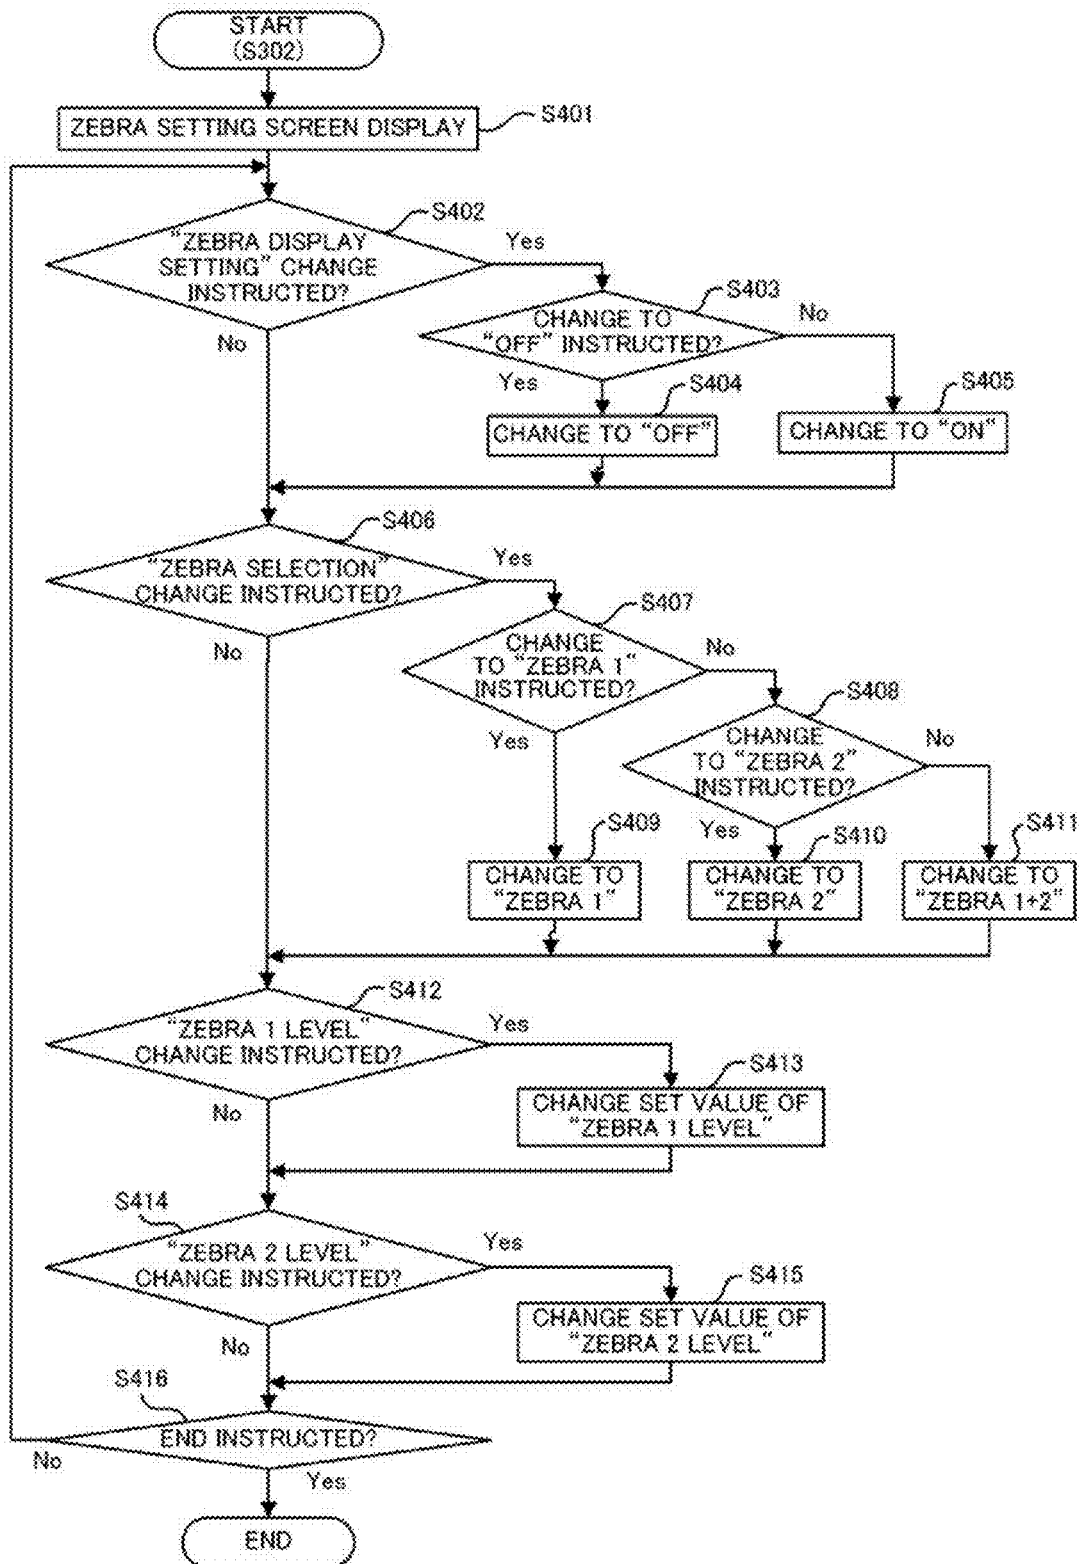 START
(S302)
ZEBRA SETTING SCREEN DISPLAY
S401
S402
“ZEBRA DISPLAY
SETTING” CHANGE
INSTRUCTED?
Yes
No
S403
CHANGE TO
“OFF” INSTRUCTED?
No
Yes
S404
CHANGE TO “OFF”
S405
CHANGE TO “ON”
S406
“ZEBRA SELECTION”
CHANGE INSTRUCTED?
Yes
No
S407
CHANGE
TO “ZEBRA 1”
INSTRUCTED?
No
Yes
S408
CHANGE
TO “ZEBRA 2”
INSTRUCTED?
No
Yes
S409
CHANGE TO
“ZEBRA 1”
S410
CHANGE TO
“ZEBRA 2”
S411
CHANGE TO
“ZEBRA 1+2”
S412
“ZEBRA 1 LEVEL”
CHANGE INSTRUCTED?
Yes
No
S413
CHANGE SET VALUE OF
“ZEBRA 1 LEVEL”
S414
“ZEBRA 2 LEVEL”
CHANGE INSTRUCTED?
Yes
No
S415
CHANGE SET VALUE OF
“ZEBRA 2 LEVEL”
S416
END INSTRUCTED?
No
Yes
END